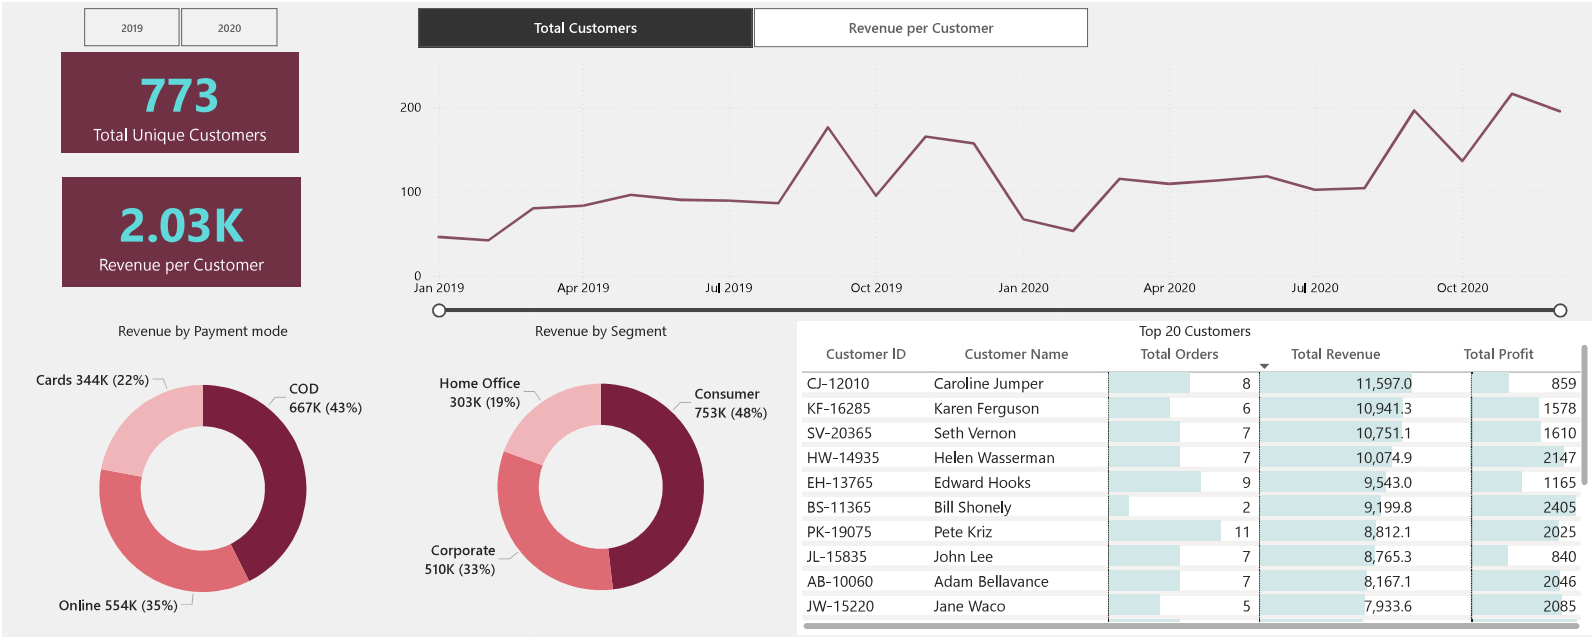 2019 2020
773
Total Unique Customers
2.03K
Revenue per Customer
Total Customers Revenue per Customer
200
100
0
Jan 2019 Apr 2019 Jul 2019 Oct 2019 Jan 2020 Apr 2020 Jul 2020 Oct 2020
Revenue by Payment mode
Cards 344K (22%)
COD
667K (43%)
Online 554K (35%)
Revenue by Segment
Home Office
303K (19%)
Consumer
753K (48%)
Corporate
510K (33%)
Top 20 Customers
Customer ID Customer Name Total Orders Total Revenue Total Profit
CJ-12010 Caroline Jumper 8 11,597.0 859
KF-16285 Karen Ferguson 6 10,941.3 1578
SV-20365 Seth Vernon 7 10,751.1 1610
HW-14935 Helen Wasserman 7 10,074.9 2147
EH-13765 Edward Hooks 9 9,543.0 1165
BS-11365 Bill Shonely 2 9,199.8 2405
PK-19075 Pete Kriz 11 8,812.1 2025
JL-15835 John Lee 7 8,765.3 840
AB-10060 Adam Bellavance 7 8,167.1 2046
JW-15220 Jane Waco 5 7,933.6 2085